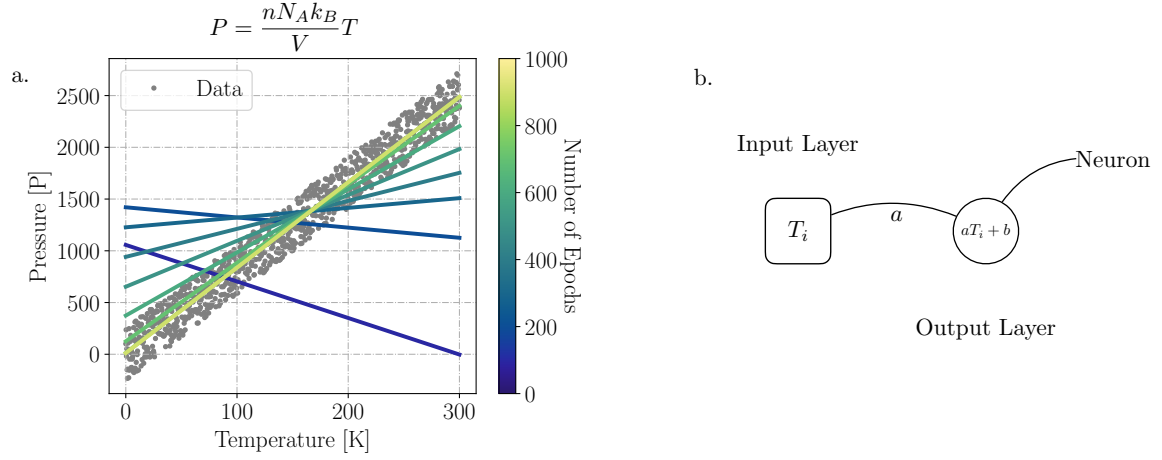 P = \frac{nN_A k_B}{V} T
a.
Data
2500
2000
1500
1000
500
0
Pressure [P]
0 100 200 300
Temperature [K]
1000
800
600
400
200
0
Number of Epochs
b.
Input Layer
Neuron
T_i
a
aT_i + b
Output Layer